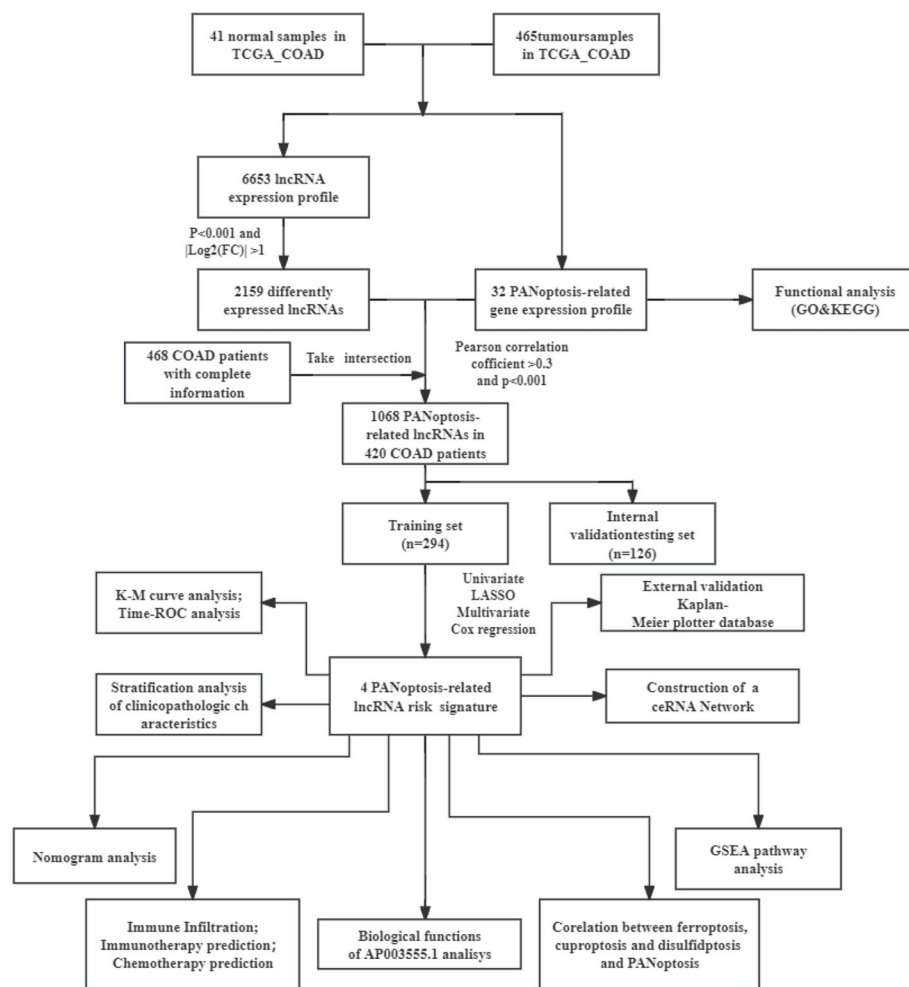 41 normal samples in
TCGA_COAD
465tumoursamples
in TCGA_COAD
6653 lncRNA
expression profile
P<0.001 and
|Log2(FC)| >1
2159 differently
expressed lncRNAs
32 PANoptosis-related
gene expression profile
Functional analysis
(GO&KEGG)
468 COAD patients
with complete
information
Take intersection
Pearson correlation
cofficient >0.3
and p<0.001
1068 PANoptosis-
related lncRNAs in
420 COAD patients
Training set
(n=294)
Internal
validationtesting set
(n=126)
K-M curve analysis;
Time-ROC analysis
Univariate
LASSO
Multivariate
Cox regression
External validation
Kaplan-
Meier plotter database
Stratification analysis
of clinicopathologic ch
aracteristics
4 PANoptosis-related
lncRNA risk signature
Construction of a
ceRNA Network
Nomogram analysis
GSEA pathway
analysis
Immune Infiltration;
Immunotherapy prediction;
Chemotherapy prediction
Biological functions
of AP003555.1 analisys
Corelation between ferroptosis,
cuproptosis and disulfidptosis
and PANoptosis